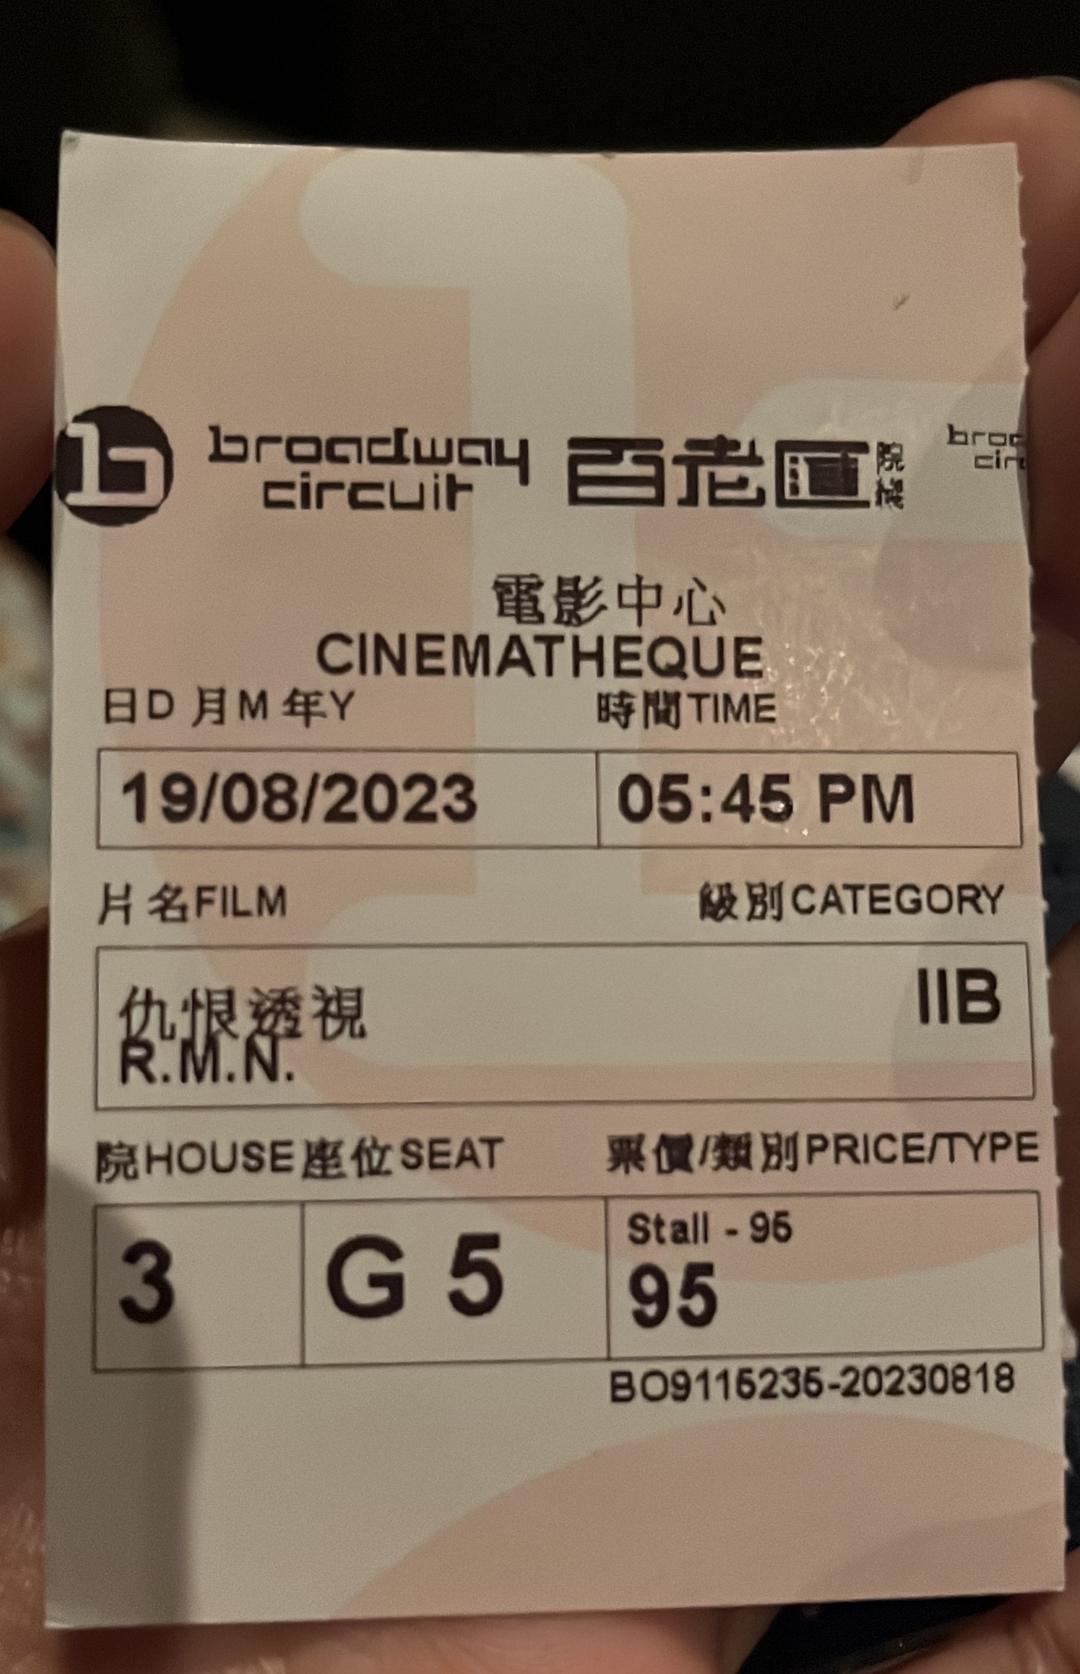 broadway circuit 百老匯 院線
電影中心
CINEMATHEQUE
日D 月M 年Y 時間TIME
19/08/2023 05:45 PM
片名FILM 級別CATEGORY
仇恨透視 IIB
R.M.N.
院HOUSE 座位SEAT 票價/類別PRICE/TYPE
3 G 5 Stall - 95
95
BO9115235-20230818